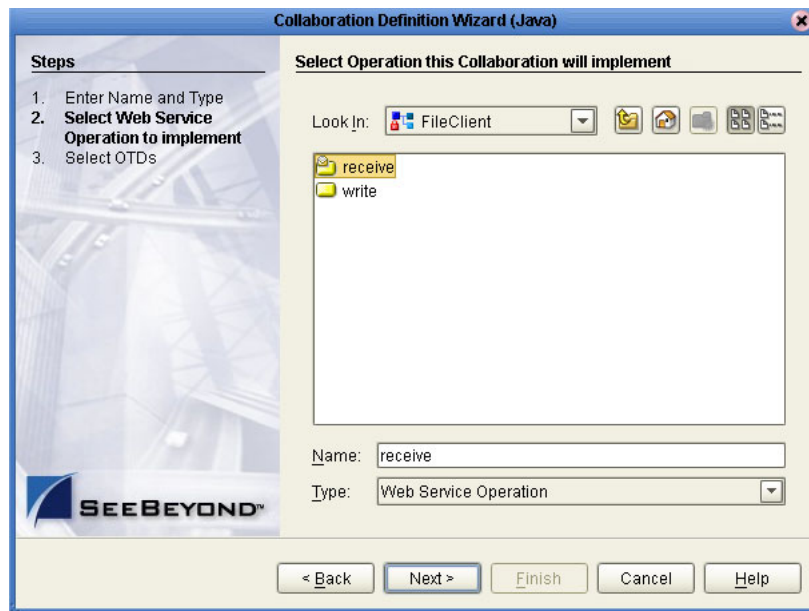 Collaboration Definition Wizard (Java)
Steps
1. Enter Name and Type
2. Select Web Service
Operation to implement
3. Select OTDs
Select Operation this Collaboration will implement
Look In: FileClient
receive
write
Name: receive
Type: Web Service Operation
SEEBEYOND™
< Back Next > Finish Cancel Help